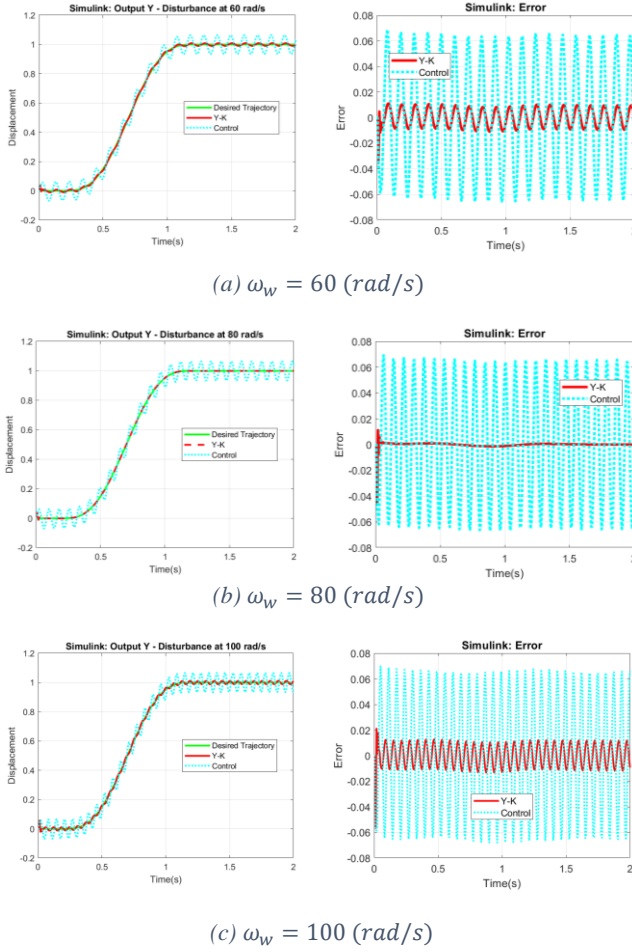 Simulink: Output Y - Disturbance at 60 rad/s
1.2
1
0.8
0.6
0.4
0.2
0
-0.2
Displacement
Desired Trajectory
Y-K
Control
0 0.5 1 1.5 2
Time(s)
Simulink: Error
0.08
0.06
0.04
0.02
0
-0.02
-0.04
-0.06
-0.08
Error
Y-K
Control
0 0.5 1 1.5 2
Time(s)
(a) ω_w = 60 (rad/s)
Simulink: Output Y - Disturbance at 80 rad/s
1.2
1
0.8
0.6
0.4
0.2
0
-0.2
Displacement
Desired Trajectory
Y-K
Control
0 0.5 1 1.5 2
Time(s)
Simulink: Error
0.08
0.06
0.04
0.02
0
-0.02
-0.04
-0.06
-0.08
Error
Y-K
Control
0 0.5 1 1.5 2
Time(s)
(b) ω_w = 80 (rad/s)
Simulink: Output Y - Disturbance at 100 rad/s
1.2
1
0.8
0.6
0.4
0.2
0
-0.2
Displacement
Desired Trajectory
Y-K
Control
0 0.5 1 1.5 2
Time(s)
Simulink: Error
0.08
0.06
0.04
0.02
0
-0.02
-0.04
-0.06
-0.08
Error
Y-K
Control
0 0.5 1 1.5 2
Time(s)
(c) ω_w = 100 (rad/s)